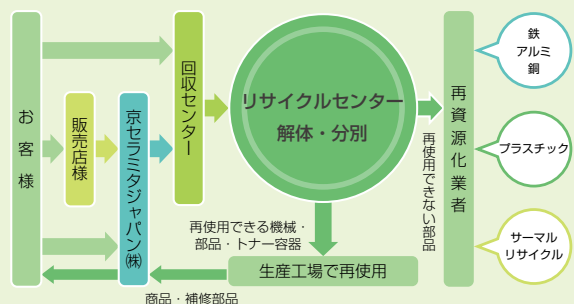 お客様
販売店様
京セラミタジャパン㈱
回収センター
リサイクルセンター
解体・分別
再使用できない部品
再資源化業者
鉄
アルミ
銅
プラスチック
サーマル
リサイクル
再使用できる機械・
部品・トナー容器
生産工場で再使用
商品・補修部品